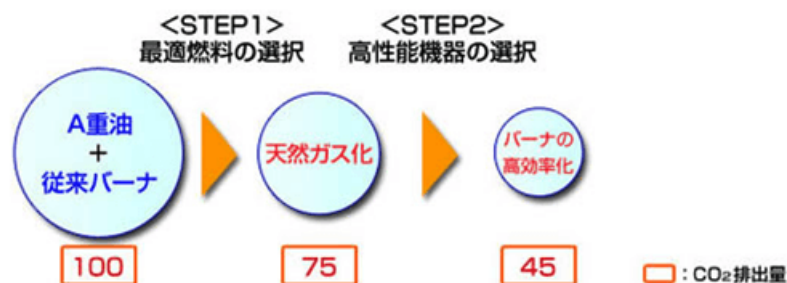 <STEP1>
最適燃料の選択
<STEP2>
高性能機器の選択
A重油
+
従来バーナ
天然ガス化
バーナの
高効率化
100
75
45
:CO₂排出量